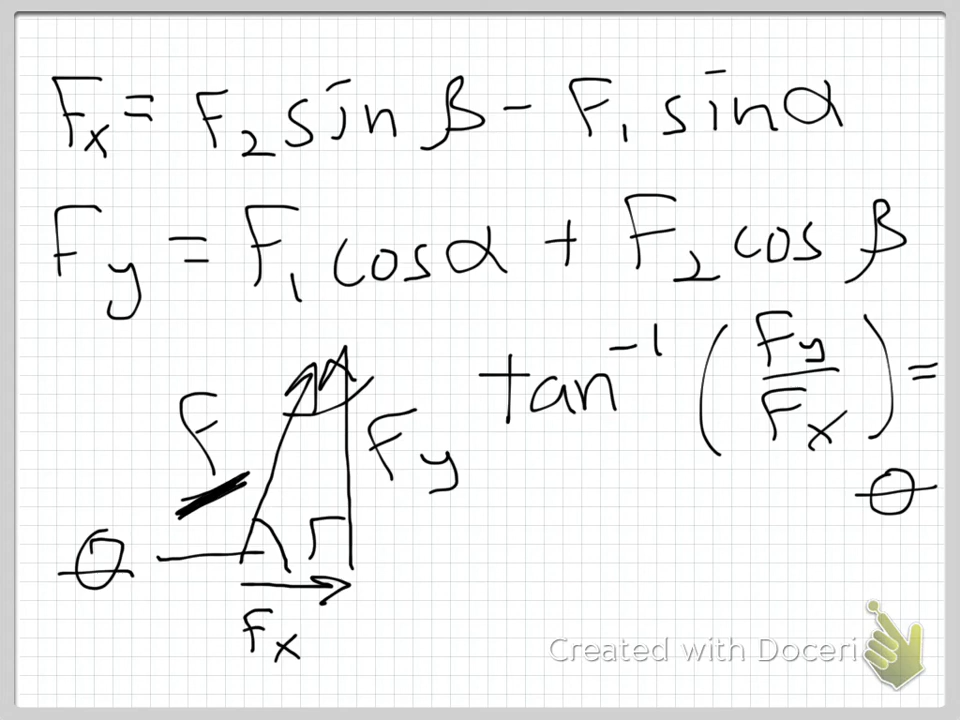 Fx = F2 sin β - F1 sin α
Fy = F1 cos α + F2 cos β
tan⁻¹ (Fy/Fx) =
θ
F
Fy
θ
Fx
Created with Doceri